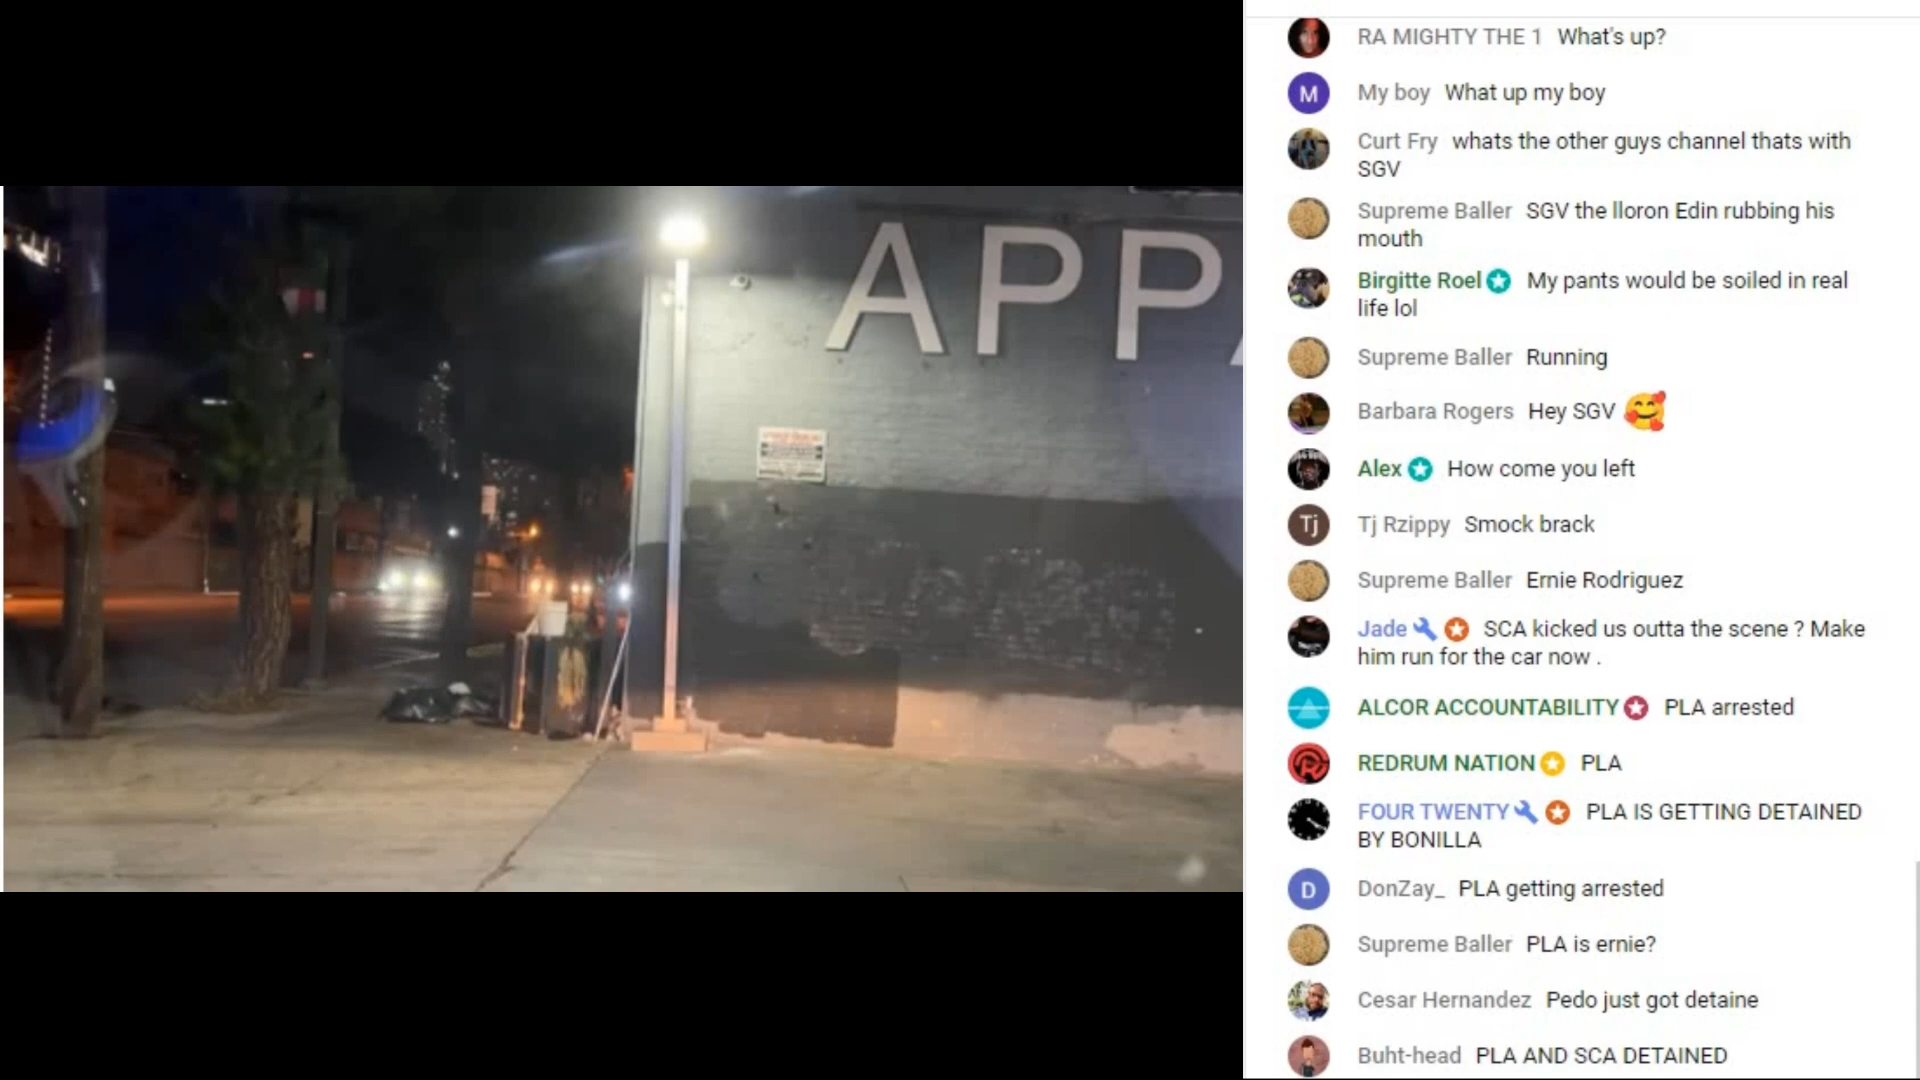 APP
RA MIGHTY THE 1 What's up?
M My boy What up my boy
Curt Fry whats the other guys channel thats with
SGV
Supreme Baller SGV the lloron Edin rubbing his
mouth
Birgitte Roel My pants would be soiled in real
life lol
Supreme Baller Running
Barbara Rogers Hey SGV 🥰
Alex How come you left
Tj Tj Rzippy Smock brack
Supreme Baller Ernie Rodriguez
Jade SCA kicked us outta the scene ? Make
him run for the car now .
ALCOR ACCOUNTABILITY PLA arrested
REDRUM NATION PLA
FOUR TWENTY PLA IS GETTING DETAINED
BY BONILLA
D DonZay_ PLA getting arrested
Supreme Baller PLA is ernie?
Cesar Hernandez Pedo just got detaine
Buht-head PLA AND SCA DETAINED